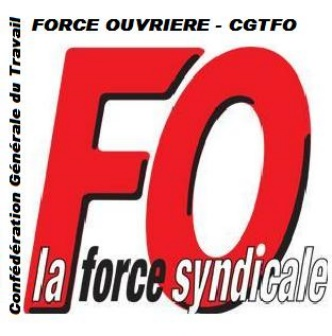 FORCE OUVRIERE - CGTFO
Confédération Générale du Travail
FO
la force syndicale